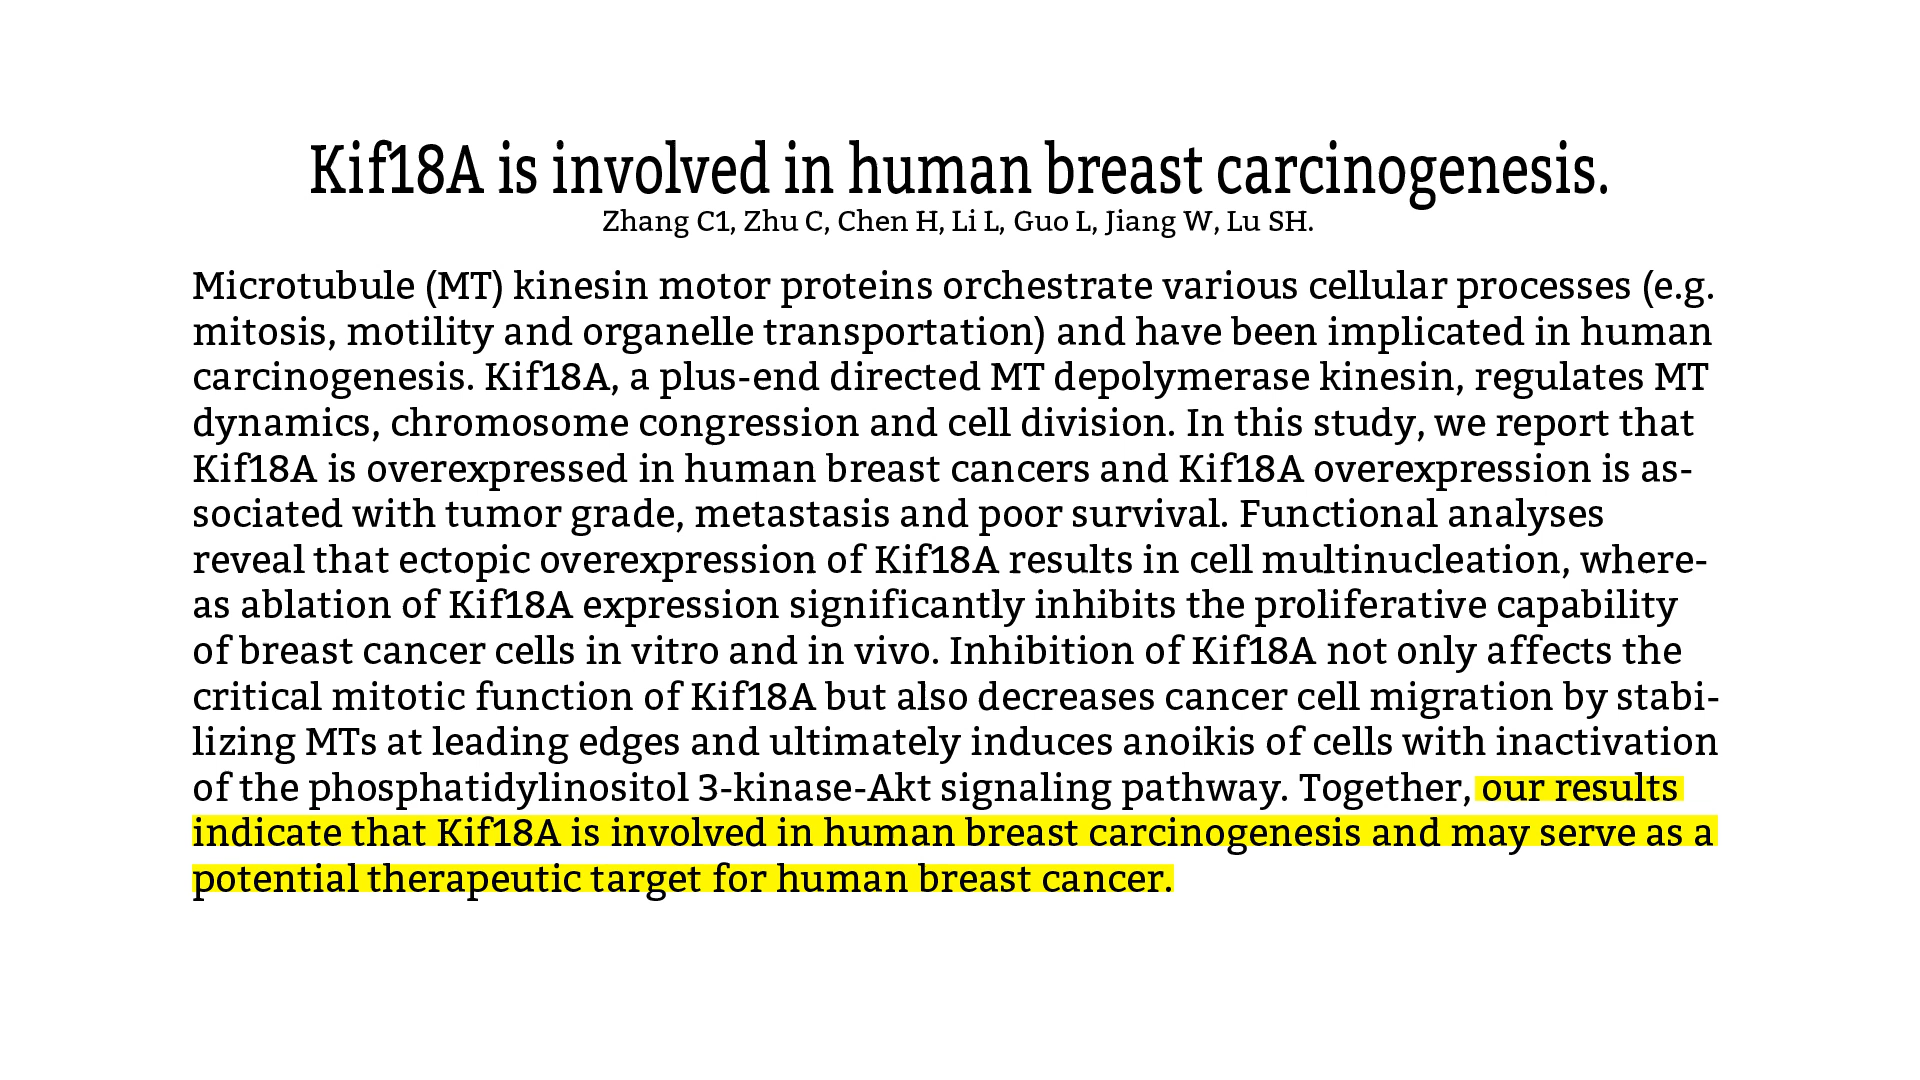 Kif18A is involved in human breast carcinogenesis.
Zhang C1, Zhu C, Chen H, Li L, Guo L, Jiang W, Lu SH.
Microtubule (MT) kinesin motor proteins orchestrate various cellular processes (e.g.
mitosis, motility and organelle transportation) and have been implicated in human
carcinogenesis. Kif18A, a plus-end directed MT depolymerase kinesin, regulates MT
dynamics, chromosome congression and cell division. In this study, we report that
Kif18A is overexpressed in human breast cancers and Kif18A overexpression is as-
sociated with tumor grade, metastasis and poor survival. Functional analyses
reveal that ectopic overexpression of Kif18A results in cell multinucleation, where-
as ablation of Kif18A expression significantly inhibits the proliferative capability
of breast cancer cells in vitro and in vivo. Inhibition of Kif18A not only affects the
critical mitotic function of Kif18A but also decreases cancer cell migration by stabi-
lizing MTs at leading edges and ultimately induces anoikis of cells with inactivation
of the phosphatidylinositol 3-kinase-Akt signaling pathway. Together, our results
indicate that Kif18A is involved in human breast carcinogenesis and may serve as a
potential therapeutic target for human breast cancer.